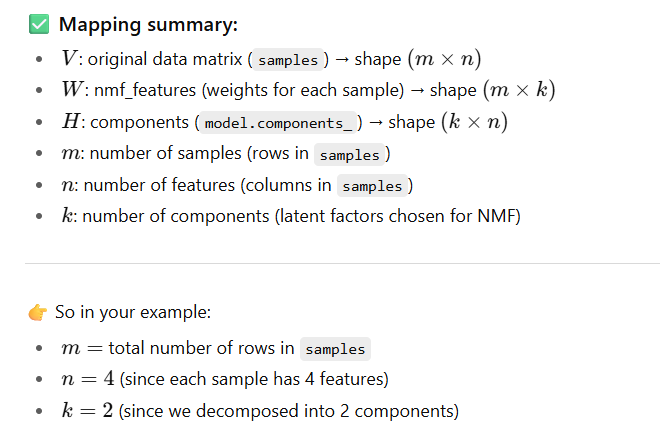 ✅ Mapping summary:
• V: original data matrix ( samples ) → shape (m × n)
• W: nmf_features (weights for each sample) → shape (m × k)
• H: components ( model.components_ ) → shape (k × n)
• m: number of samples (rows in samples )
• n: number of features (columns in samples )
• k: number of components (latent factors chosen for NMF)
👉 So in your example:
• m = total number of rows in samples
• n = 4 (since each sample has 4 features)
• k = 2 (since we decomposed into 2 components)